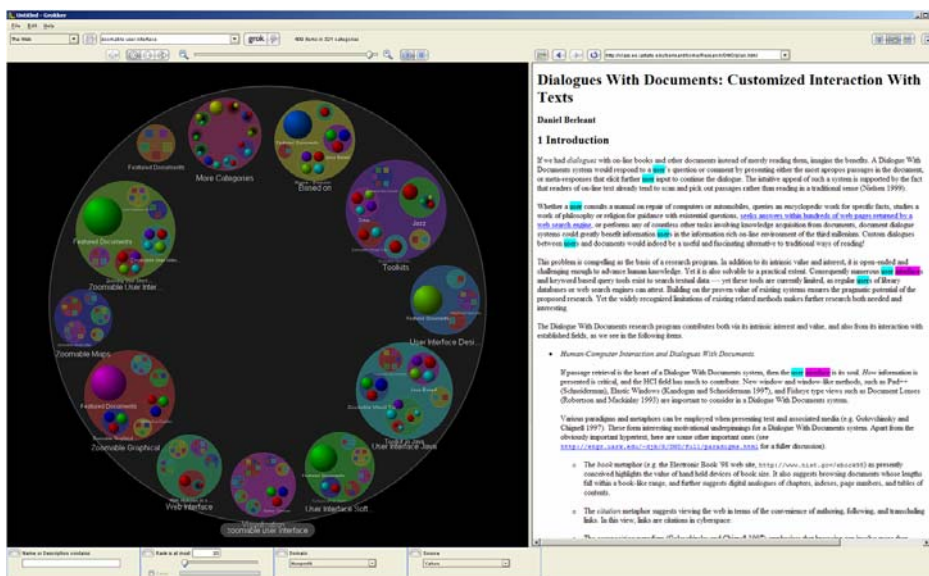 Untitled - Grokker
File Edit Help
The Web
zoomable user interface
grok
Featured Documents
More Categories
Based on
Featured Documents
Jazz
Toolkits
Featured Documents
Zoomable User Inter...
Featured Documents
User Interface Desi...
Zoomable Maps
Featured Documents
Zoomable Graphical
User Interface Java
Web Interface
User Interface Soft...
zoomable user interface
Name or Description contains
Rank is at most
Domain
Source
Nonprofit
Yahoo
Dialogues With Documents: Customized Interaction With
Texts
Daniel Berleant
1 Introduction
If we had dialogues with on-line books and other documents instead of merely reading them, imagine the benefits. A Dialogue With
Documents system would respond to a user's question or comment by presenting either the most apropos passages in the document,
or meta-responses that elicit further user input to continue the dialogue. The intuitive appeal of such a system is supported by the fact
that readers of on-line text already tend to scan and pick out passages rather than reading in a traditional sense (Nielsen 1999).
Whether a user consults a manual on repair of computers or automobiles, queries an encyclopedic work for specific facts, studies a
work of philosophy or religion for guidance with existential questions, seeks answers within hundreds of web pages returned by a
web search engine, or performs any of countless other tasks involving knowledge acquisition from documents, document dialogue
systems could greatly benefit information users in the information rich on-line environment of the third millenium. Custom dialogues
between users and documents would indeed be a useful and fascinating alternative to traditional ways of reading!
This problem is compelling as the basis of a research program. In addition to its intrinsic value and interest, it is open-ended and
challenging enough to advance human knowledge. Yet it is also solvable to a practical extent. Consequently numerous user interfaces
and keyword based query tools exist to search textual data — yet these tools are currently limited, as regular users of library
databases or web search engines can attest. Building on the proven value of existing systems ensures the pragmatic potential of the
proposed research. Yet the widely recognized limitations of existing related methods makes further research both needed and
interesting.
The Dialogue With Documents research program contributes both via its intrinsic interest and value, and also from its interaction with
established fields, as we see in the following items.
• Human-Computer Interaction and Dialogues With Documents
If passage retrieval is the heart of a Dialogue With Documents system, then the user interface is its soul. How information is
presented is critical, and the HCI field has much to contribute. New window and window-like methods, such as Pad++
(Schneiderman), Elastic Windows (Kandogan and Schneiderman 1997), and Fisheye type views such as Document Lenses
(Robertson and Mackinlay 1993) are important to consider in a Dialogue With Documents system.
Various paradigms and metaphors can be employed when presenting text and associated media (e.g. Golovchinsky and
Chignell 1997). These form interesting motivational underpinnings for a Dialogue With Documents system. Apart from the
obviously important hypertext, here are some other important ones (see
for a fuller discussion).
o The book metaphor (e.g. the Electronic Book '98 web site, http://www.nist.gov/ebook98) as presently
conceived highlights the value of hand held devices of book size. It also suggests browsing documents whose lengths
fall within a book-like range, and further suggests digital analogues of chapters, indexes, page numbers, and tables of
contents.
o The citation metaphor suggests viewing the web in terms of the convenience of authoring, following, and transcluding
links. In this view, links are citations in cyberspace.